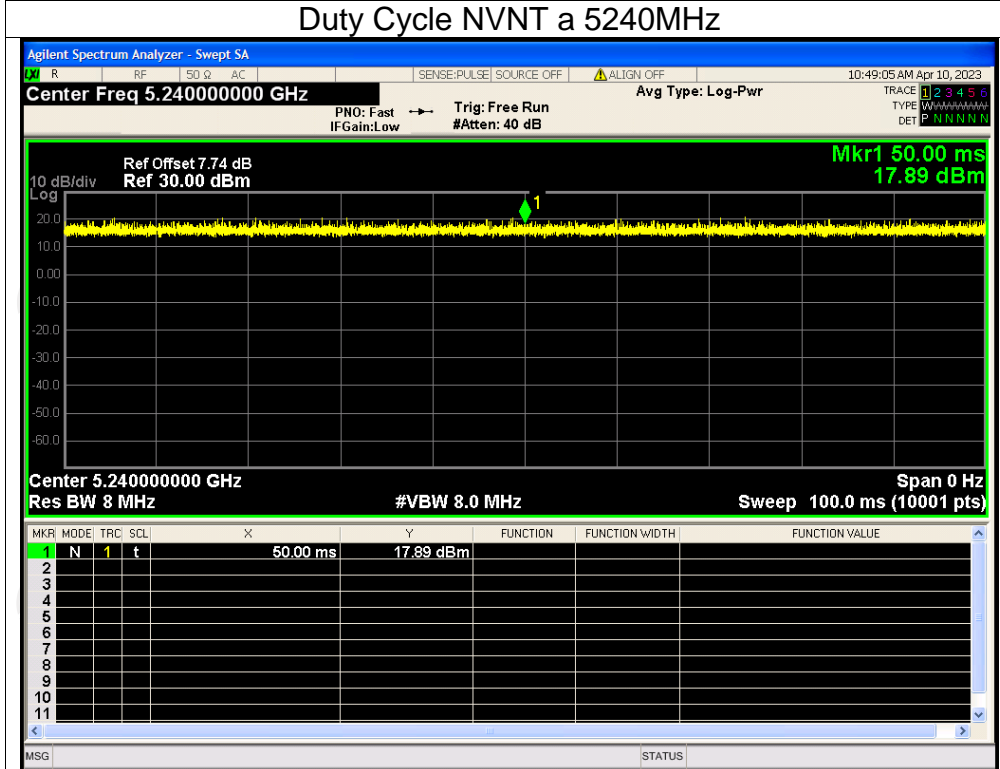 Duty Cycle NVNT a 5240MHz
Agilent Spectrum Analyzer - Swept SA
LXI R RF 50 Ω AC SENSE:PULSE SOURCE OFF ALIGN OFF 10:49:05 AM Apr 10, 2023
Center Freq 5.240000000 GHz
PNO: Fast
IFGain:Low
Trig: Free Run
#Atten: 40 dB
Avg Type: Log-Pwr
TRACE 1 2 3 4 5 6
TYPE WWWWWW
DET P N N N N N
Mkr1 50.00 ms
17.89 dBm
Ref Offset 7.74 dB
10 dB/div Ref 30.00 dBm
Log
1
20.0
10.0
0.00
-10.0
-20.0
-30.0
-40.0
-50.0
-60.0
Center 5.240000000 GHz Span 0 Hz
Res BW 8 MHz #VBW 8.0 MHz Sweep 100.0 ms (10001 pts)
MKR MODE TRC SCL X Y FUNCTION FUNCTION WIDTH FUNCTION VALUE
1 N 1 t 50.00 ms 17.89 dBm
2
3
4
5
6
7
8
9
10
11
MSG STATUS